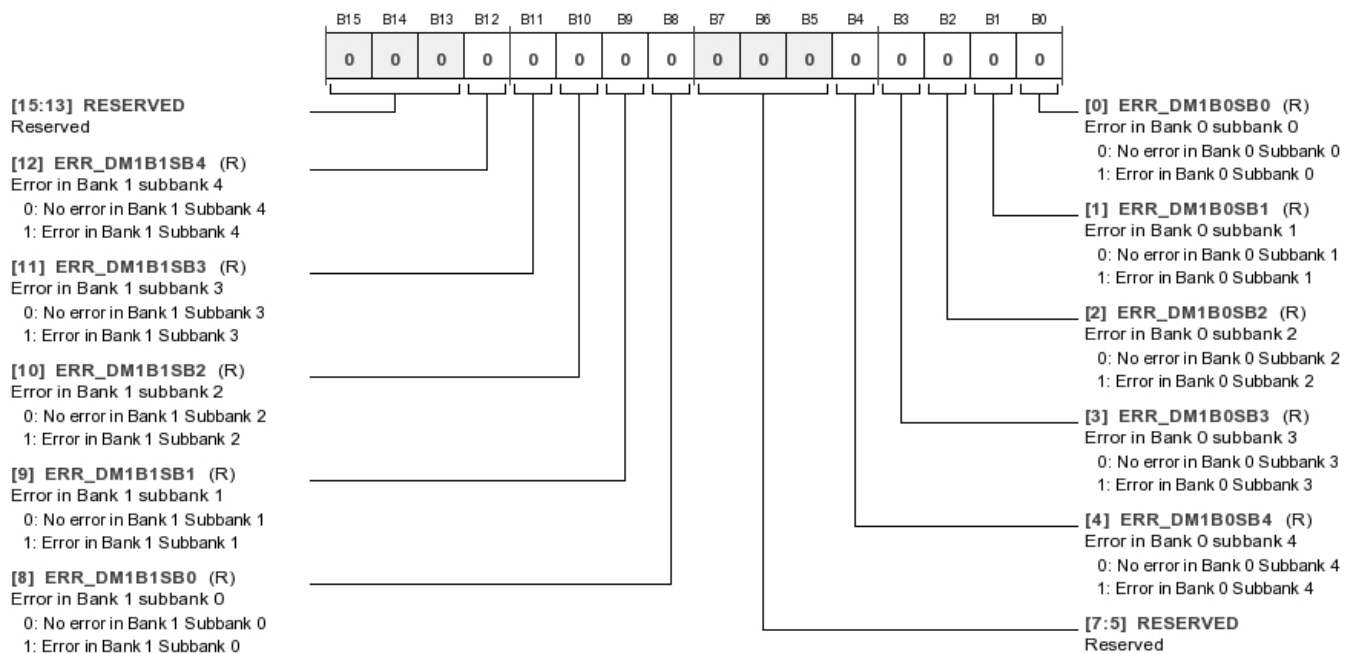 B15 B14 B13 B12 B11 B10 B9 B8 B7 B6 B5 B4 B3 B2 B1 B0
0 0 0 0 0 0 0 0 0 0 0 0 0 0 0 0
[15:13] RESERVED
Reserved
[12] ERR_DM1B1SB4 (R)
Error in Bank 1 subbank 4
0: No error in Bank 1 Subbank 4
1: Error in Bank 1 Subbank 4
[11] ERR_DM1B1SB3 (R)
Error in Bank 1 subbank 3
0: No error in Bank 1 Subbank 3
1: Error in Bank 1 Subbank 3
[10] ERR_DM1B1SB2 (R)
Error in Bank 1 subbank 2
0: No error in Bank 1 Subbank 2
1: Error in Bank 1 Subbank 2
[9] ERR_DM1B1SB1 (R)
Error in Bank 1 subbank 1
0: No error in Bank 1 Subbank 1
1: Error in Bank 1 Subbank 1
[8] ERR_DM1B1SB0 (R)
Error in Bank 1 subbank 0
0: No error in Bank 1 Subbank 0
1: Error in Bank 1 Subbank 0
[0] ERR_DM1B0SB0 (R)
Error in Bank 0 subbank 0
0: No error in Bank 0 Subbank 0
1: Error in Bank 0 Subbank 0
[1] ERR_DM1B0SB1 (R)
Error in Bank 0 subbank 1
0: No error in Bank 0 Subbank 1
1: Error in Bank 0 Subbank 1
[2] ERR_DM1B0SB2 (R)
Error in Bank 0 subbank 2
0: No error in Bank 0 Subbank 2
1: Error in Bank 0 Subbank 2
[3] ERR_DM1B0SB3 (R)
Error in Bank 0 subbank 3
0: No error in Bank 0 Subbank 3
1: Error in Bank 0 Subbank 3
[4] ERR_DM1B0SB4 (R)
Error in Bank 0 subbank 4
0: No error in Bank 0 Subbank 4
1: Error in Bank 0 Subbank 4
[7:5] RESERVED
Reserved